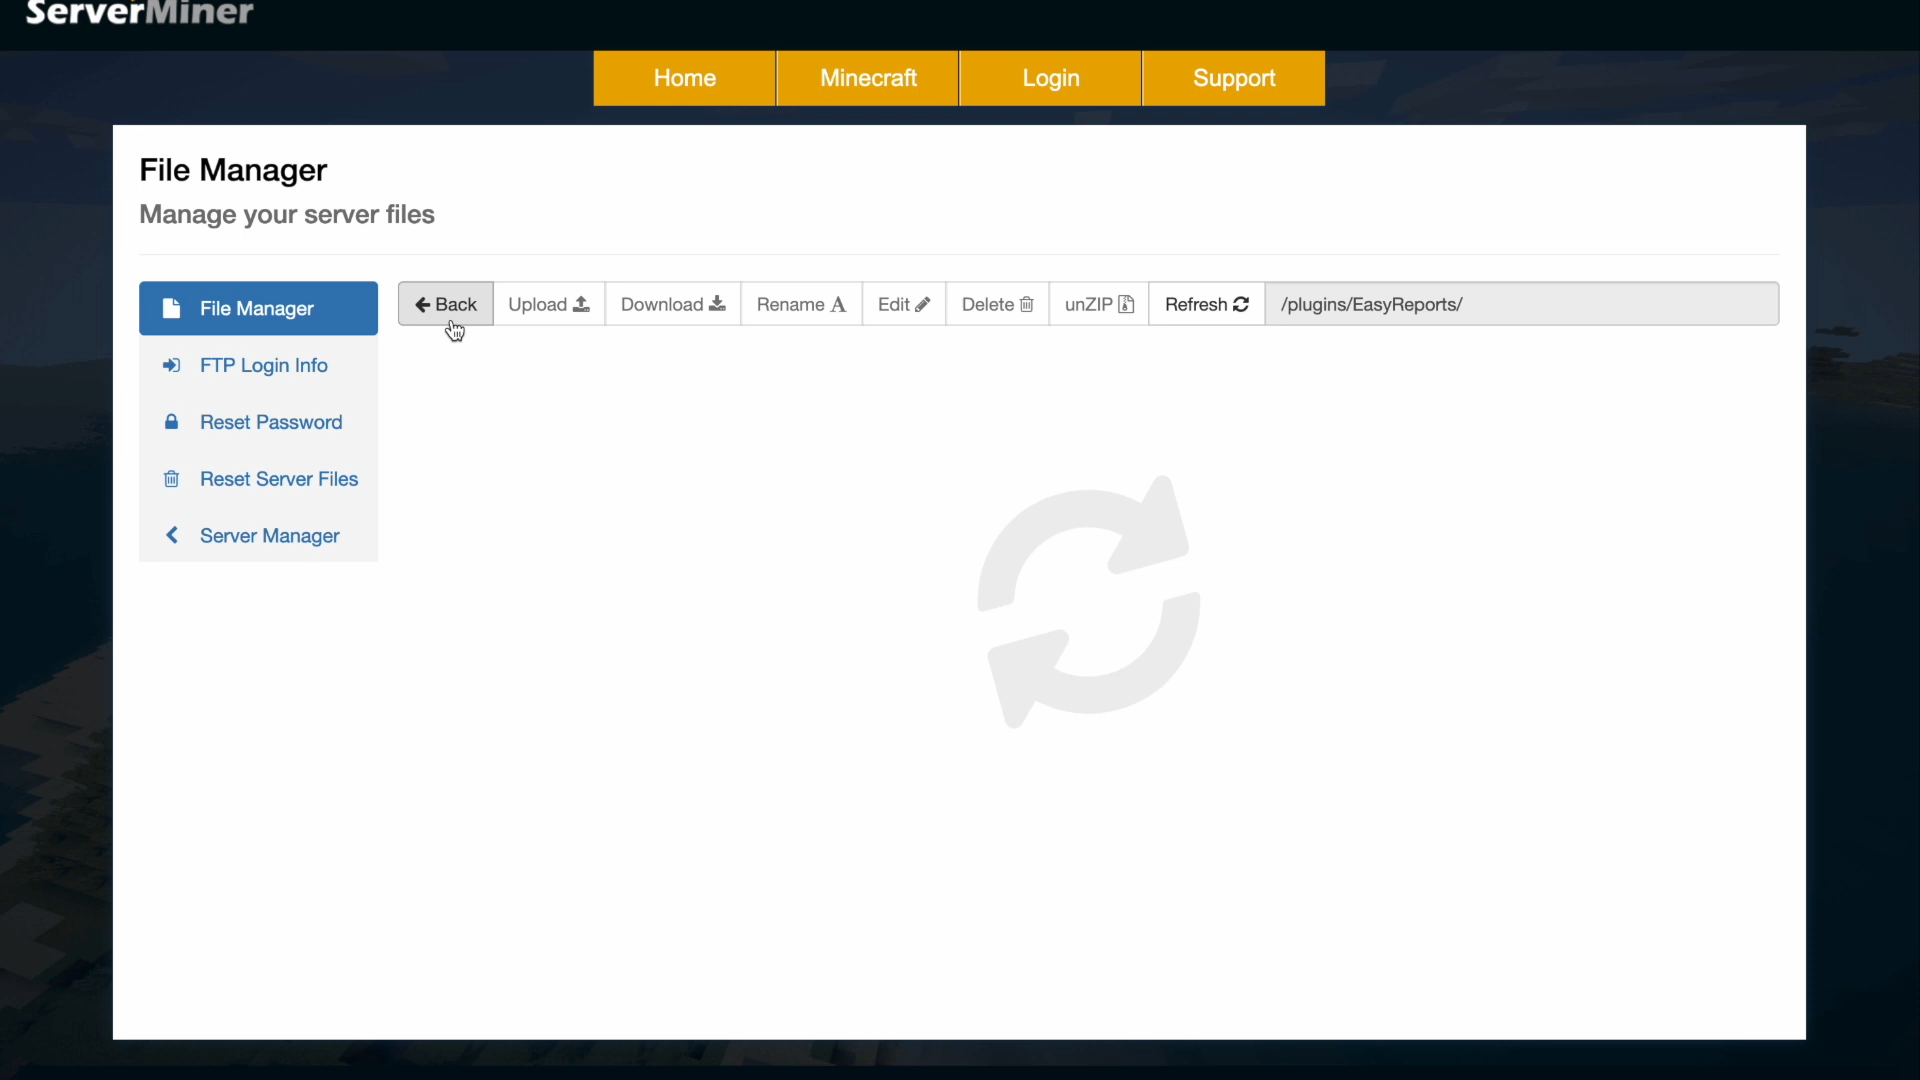 ServerMiner
Home Minecraft Login Support
File Manager
Manage your server files
File Manager
FTP Login Info
Reset Password
Reset Server Files
Server Manager
Back Upload Download Rename Edit Delete unZIP Refresh /plugins/EasyReports/